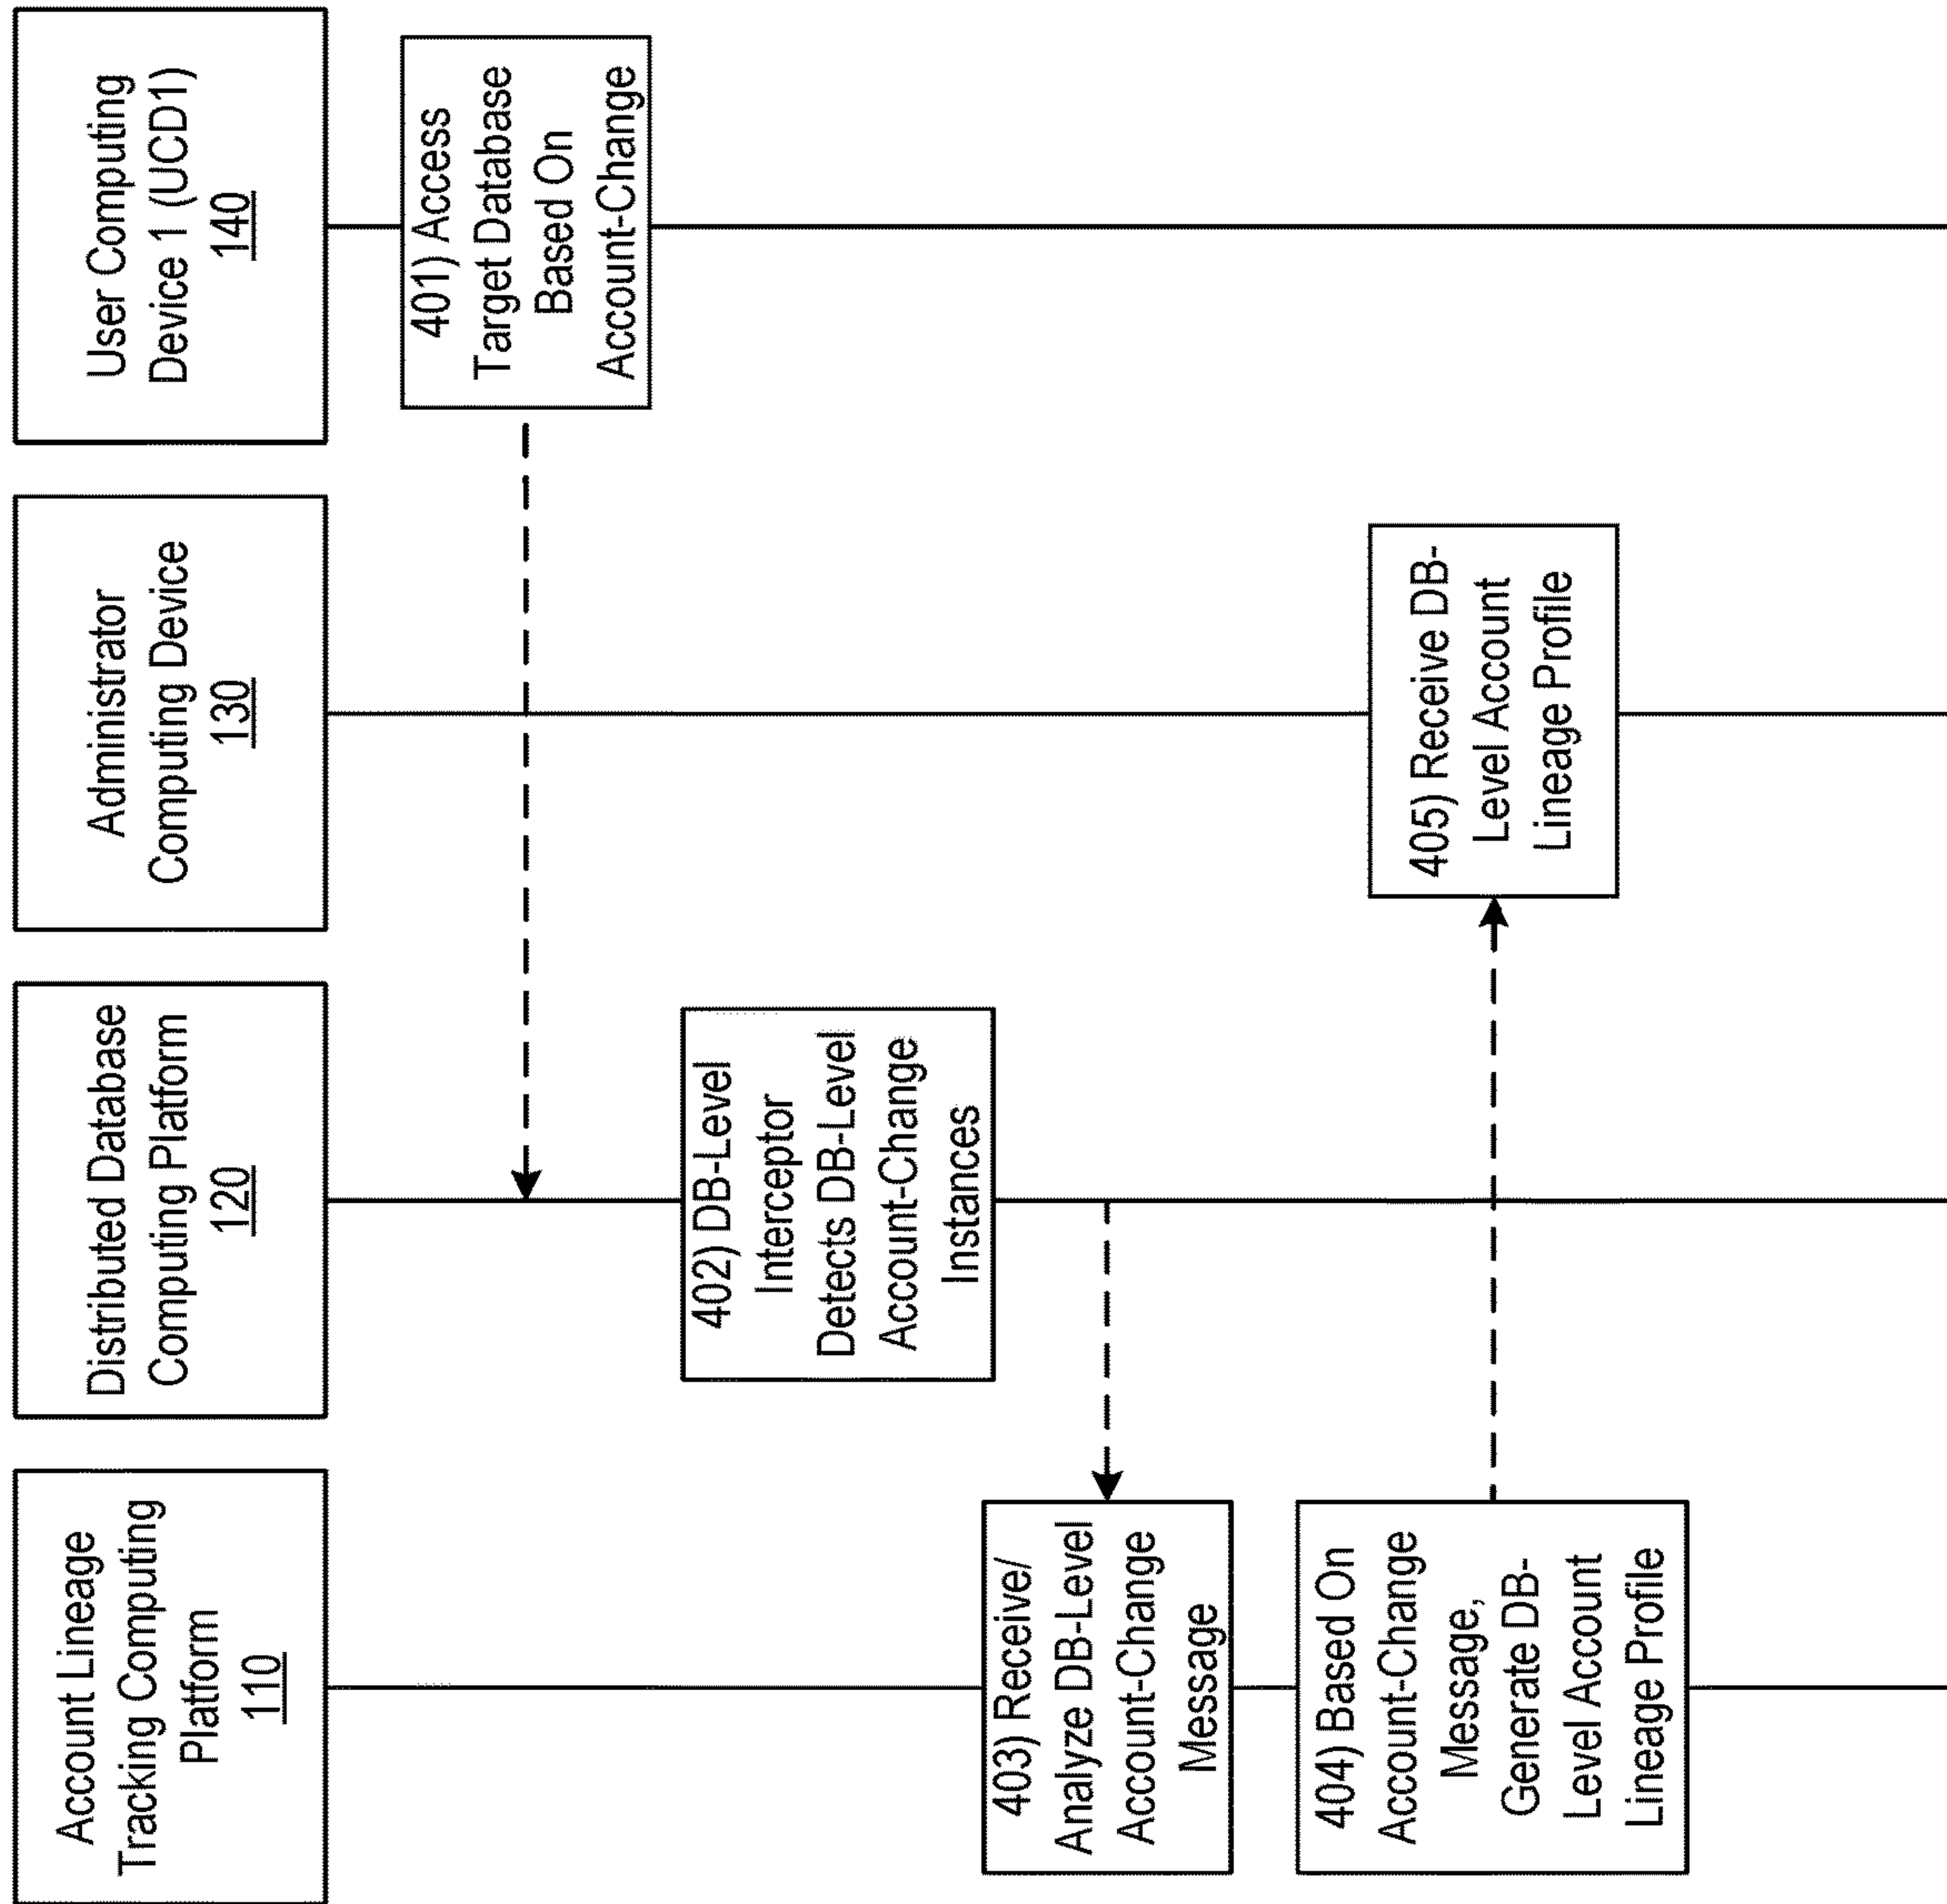 Account Lineage
Tracking Computing
Platform
110
Distributed Database
Computing Platform
120
Administrator
Computing Device
130
User Computing
Device 1 (UCD1)
140
401) Access
Target Database
Based On
Account-Change
402) DB-Level
Interceptor
Detects DB-Level
Account-Change
Instances
403) Receive/
Analyze DB-Level
Account-Change
Message
404) Based On
Account-Change
Message,
Generate DB-
Level Account
Lineage Profile
405) Receive DB-
Level Account
Lineage Profile